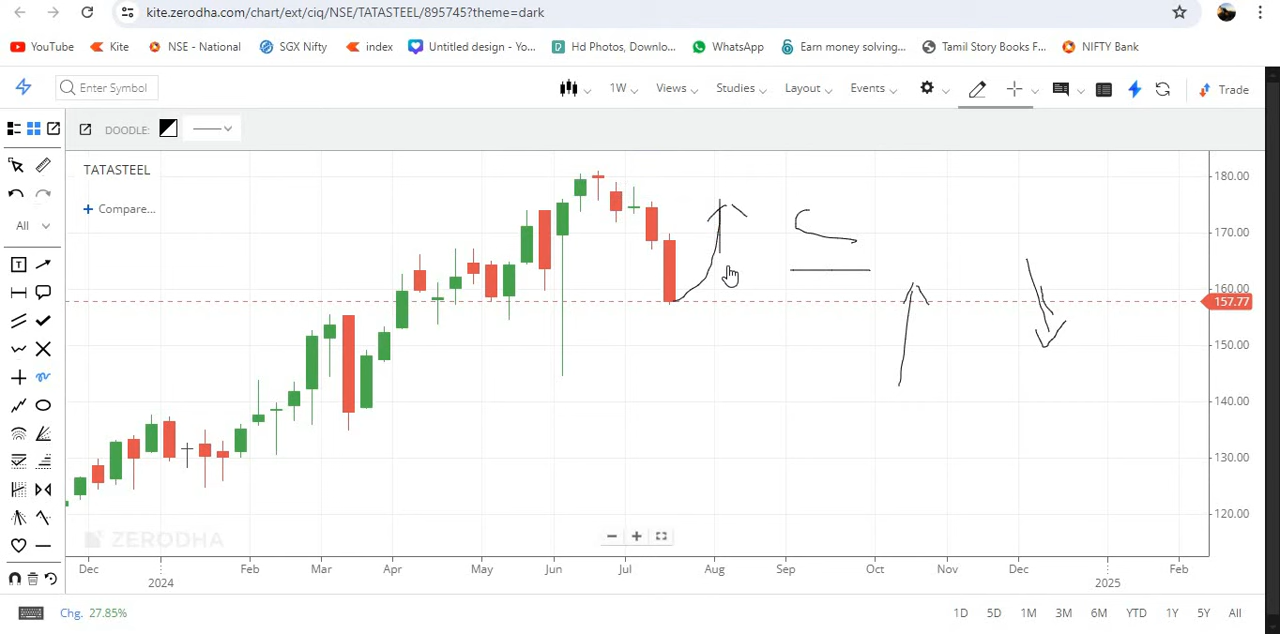 kite.zerodha.com/chart/ext/ciq/NSE/TATASTEEL/895745?theme=dark
YouTube Kite NSE - National SGX Nifty index Untitled design - Yo... Hd Photos, Downlo... WhatsApp Earn money solving... Tamil Story Books F... NIFTY Bank
Enter Symbol 1W Views Studies Layout Events Trade
DOODLE:
TATASTEEL
Compare...
All
180.00
170.00
160.00
157.77
150.00
140.00
130.00
120.00
S
ZERODHA
Dec 2024 Feb Mar Apr May Jun Jul Aug Sep Oct Nov Dec 2025 Feb
Chg. 27.85% 1D 5D 1M 3M 6M YTD 1Y 5Y All